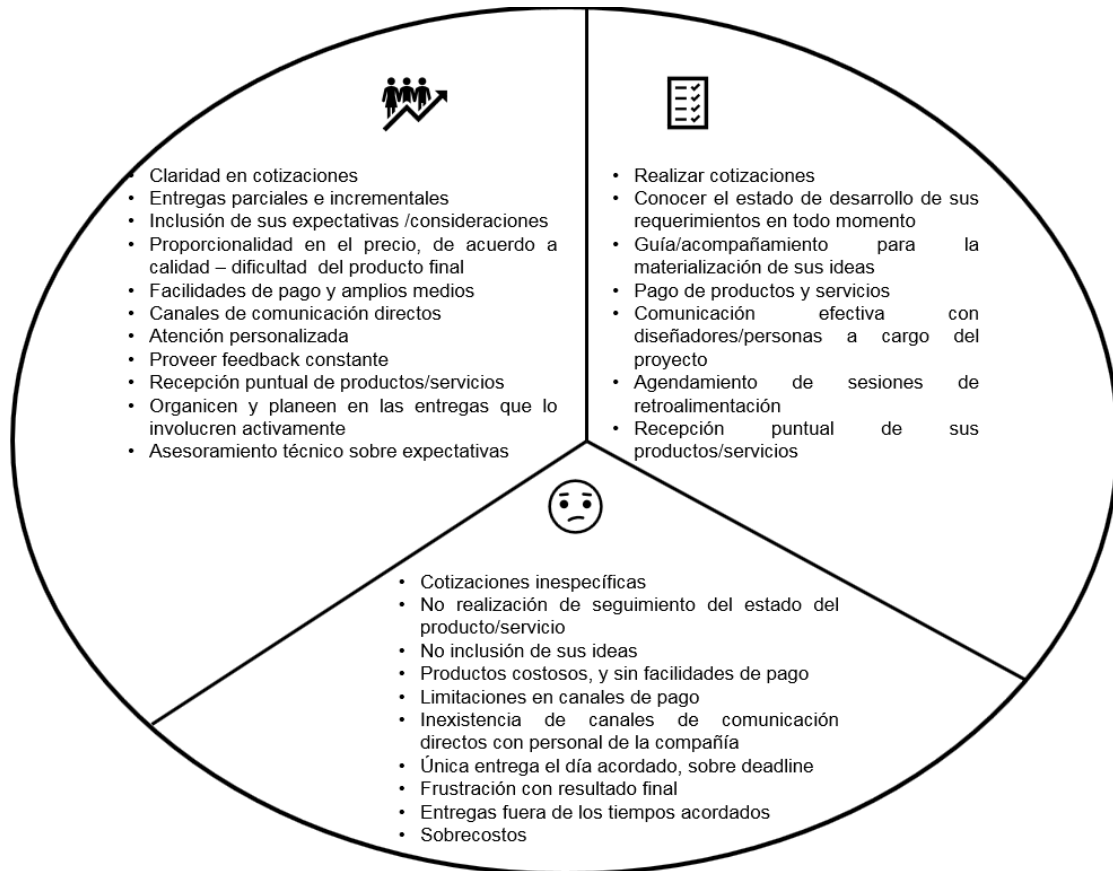 • Claridad en cotizaciones
• Entregas parciales e incrementales
• Inclusión de sus expectativas /consideraciones
• Proporcionalidad en el precio, de acuerdo a
calidad – dificultad del producto final
• Facilidades de pago y amplios medios
• Canales de comunicación directos
• Atención personalizada
• Proveer feedback constante
• Recepción puntual de productos/servicios
• Organicen y planeen en las entregas que lo
involucren activamente
• Asesoramiento técnico sobre expectativas
• Realizar cotizaciones
• Conocer el estado de desarrollo de sus
requerimientos en todo momento
• Guía/acompañamiento para la
materialización de sus ideas
• Pago de productos y servicios
• Comunicación efectiva con
diseñadores/personas a cargo del
proyecto
• Agendamiento de sesiones de
retroalimentación
• Recepción puntual de sus
productos/servicios
• Cotizaciones inespecíficas
• No realización de seguimiento del estado del
producto/servicio
• No inclusión de sus ideas
• Productos costosos, y sin facilidades de pago
• Limitaciones en canales de pago
• Inexistencia de canales de comunicación
directos con personal de la compañía
• Única entrega el día acordado, sobre deadline
• Frustración con resultado final
• Entregas fuera de los tiempos acordados
• Sobrecostos